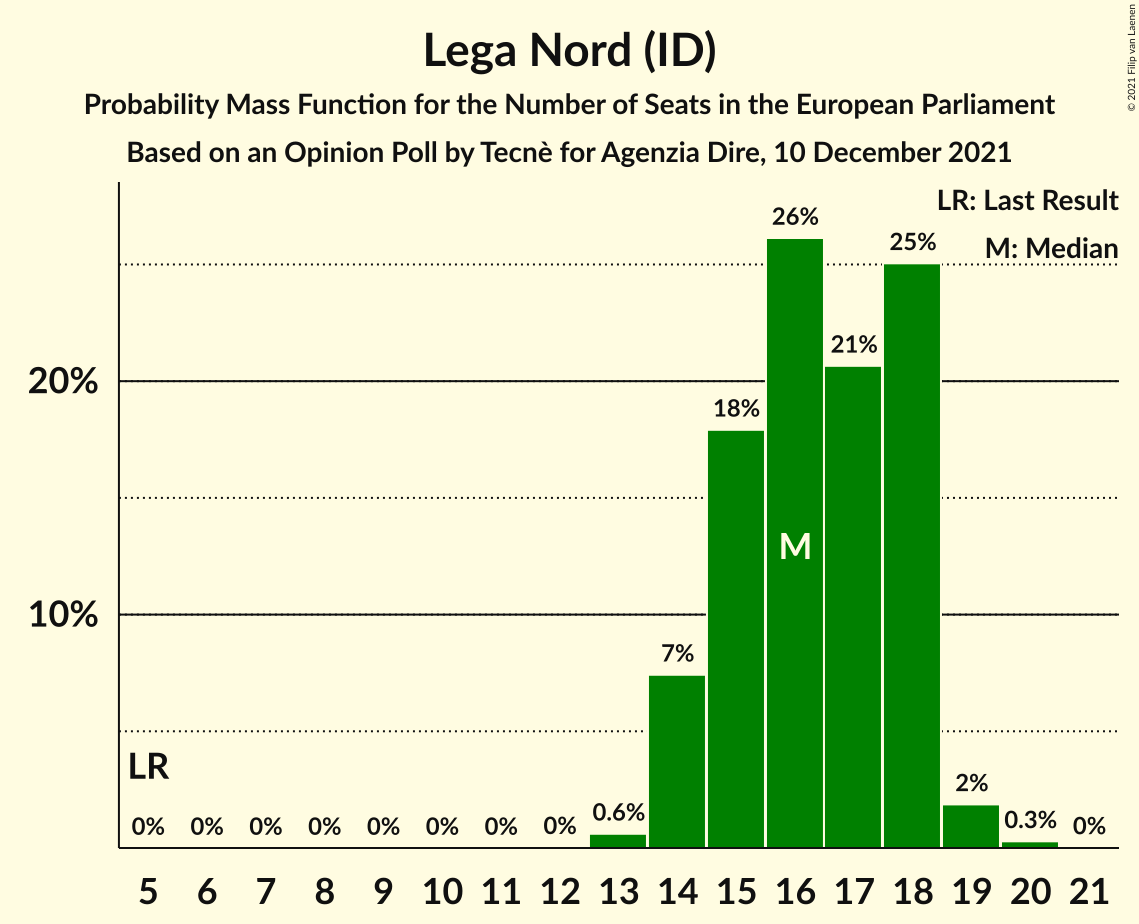 Lega Nord (ID)
Probability Mass Function for the Number of Seats in the European Parliament
Based on an Opinion Poll by Tecnè for Agenzia Dire, 10 December 2021
© 2021 Filip van Laenen
LR: Last Result
M: Median
20%
10%
LR
0% 0% 0% 0% 0% 0% 0% 0% 0.6% 7% 18% 26% 21% 25% 2% 0.3% 0%
M
5 6 7 8 9 10 11 12 13 14 15 16 17 18 19 20 21